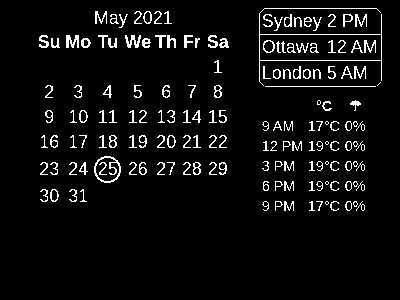 May 2021
Su Mo Tu We Th Fr Sa
1
2 3 4 5 6 7 8
9 10 11 12 13 14 15
16 17 18 19 20 21 22
23 24 25 26 27 28 29
30 31
Sydney 2 PM
Ottawa 12 AM
London 5 AM
°C ☂
9 AM 17°C 0%
12 PM 19°C 0%
3 PM 19°C 0%
6 PM 19°C 0%
9 PM 17°C 0%